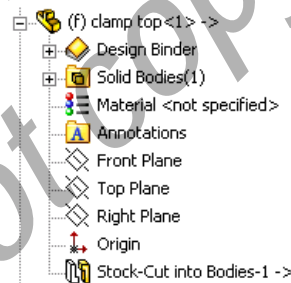 (f) clamp top<1> ->
Design Binder
Solid Bodies(1)
Material <not specified>
A Annotations
Front Plane
Top Plane
Right Plane
Origin
Stock-Cut into Bodies-1 ->